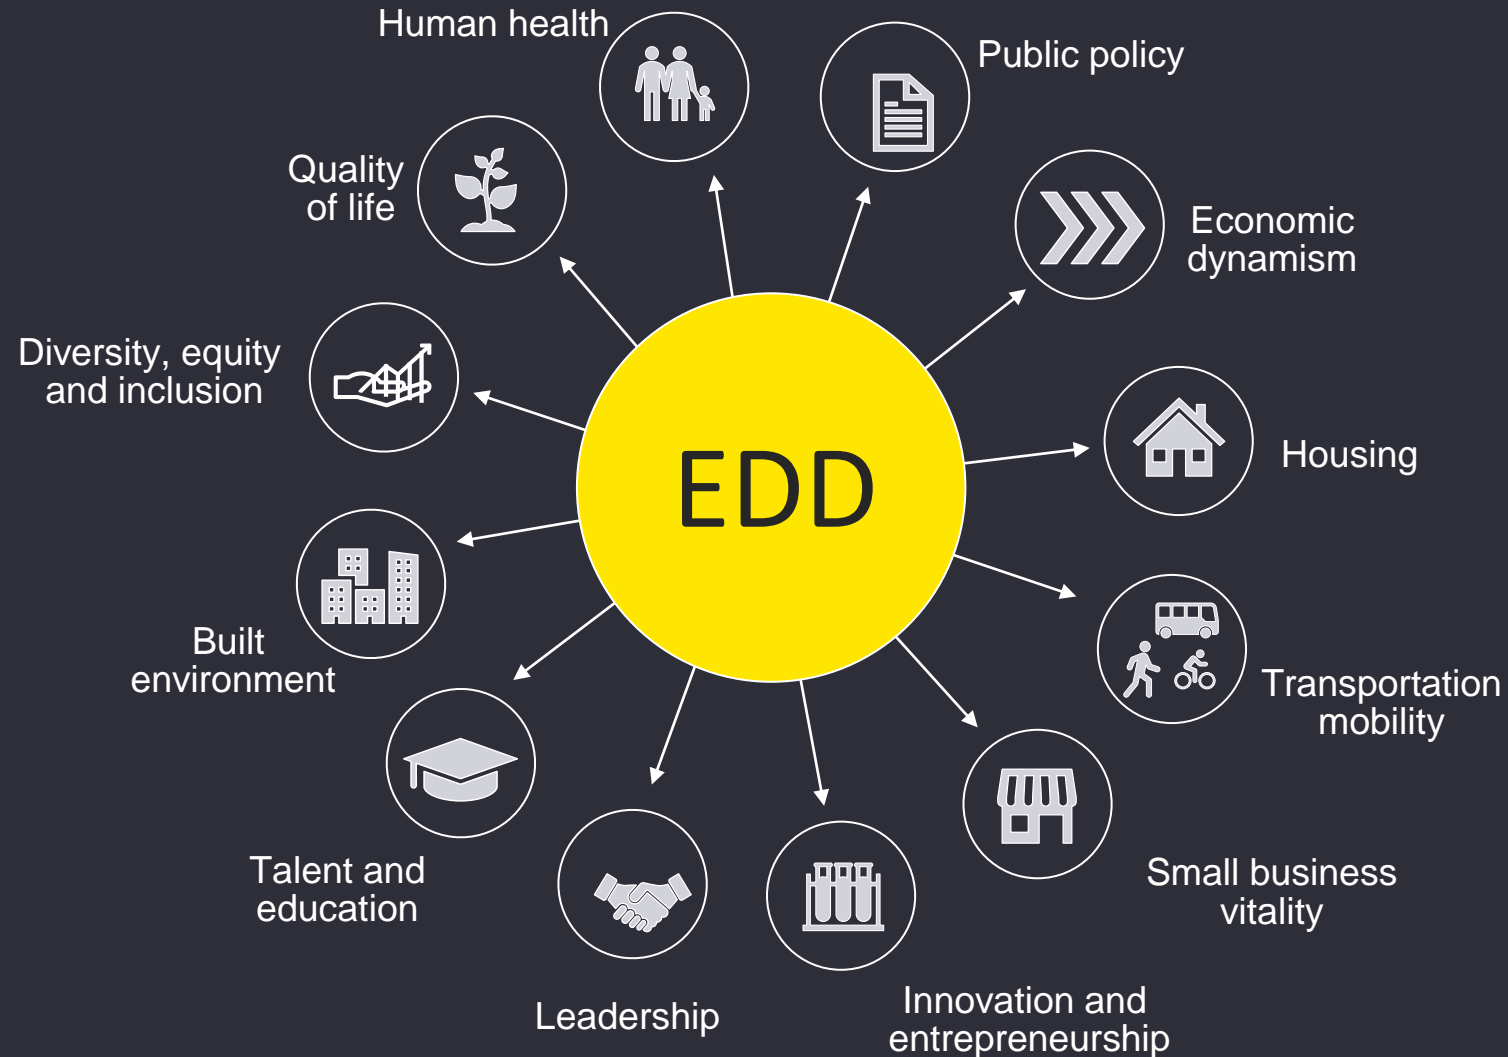 Human health
Public policy
Quality
of life
Economic
dynamism
Diversity, equity
and inclusion
EDD
Housing
Built
environment
Transportation
mobility
Talent and
education
Small business
vitality
Leadership
Innovation and
entrepreneurship